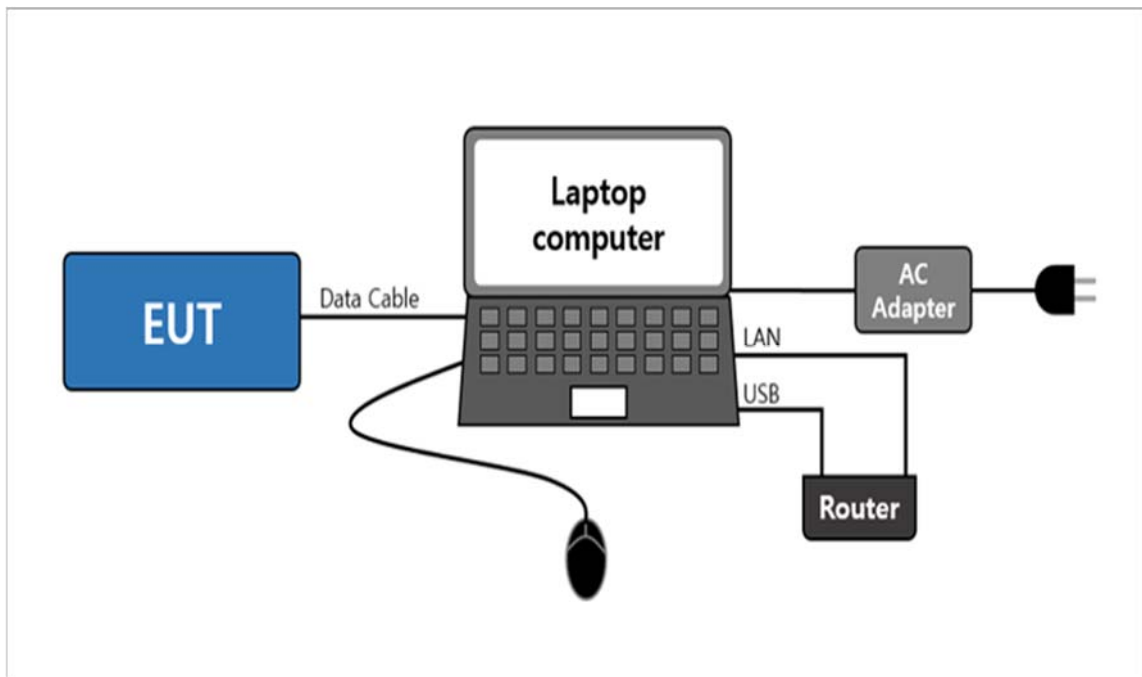 Laptop
computer
EUT
Data Cable
AC
Adapter
LAN
USB
Router